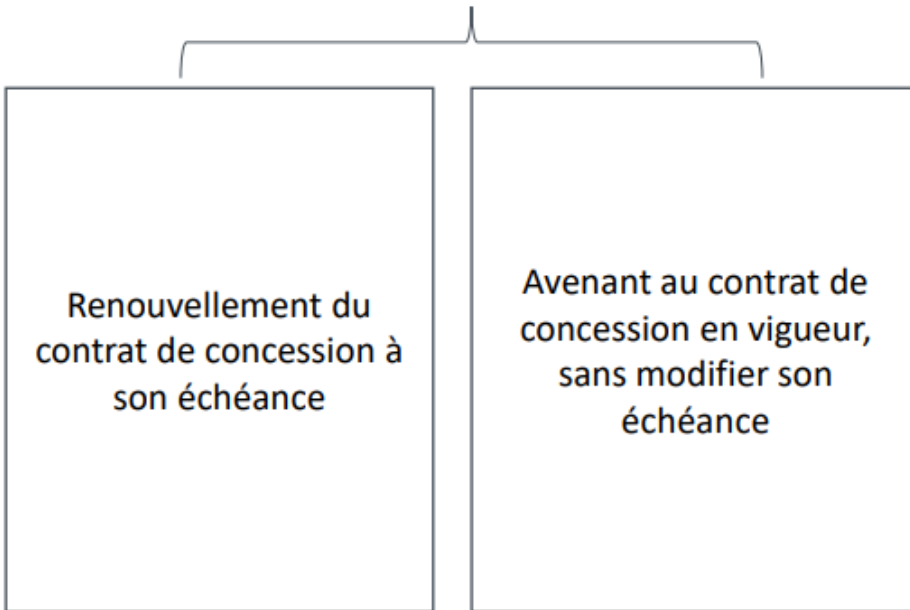 Renouvellement du
contrat de concession à
son échéance
Avenant au contrat de
concession en vigueur,
sans modifier son
échéance